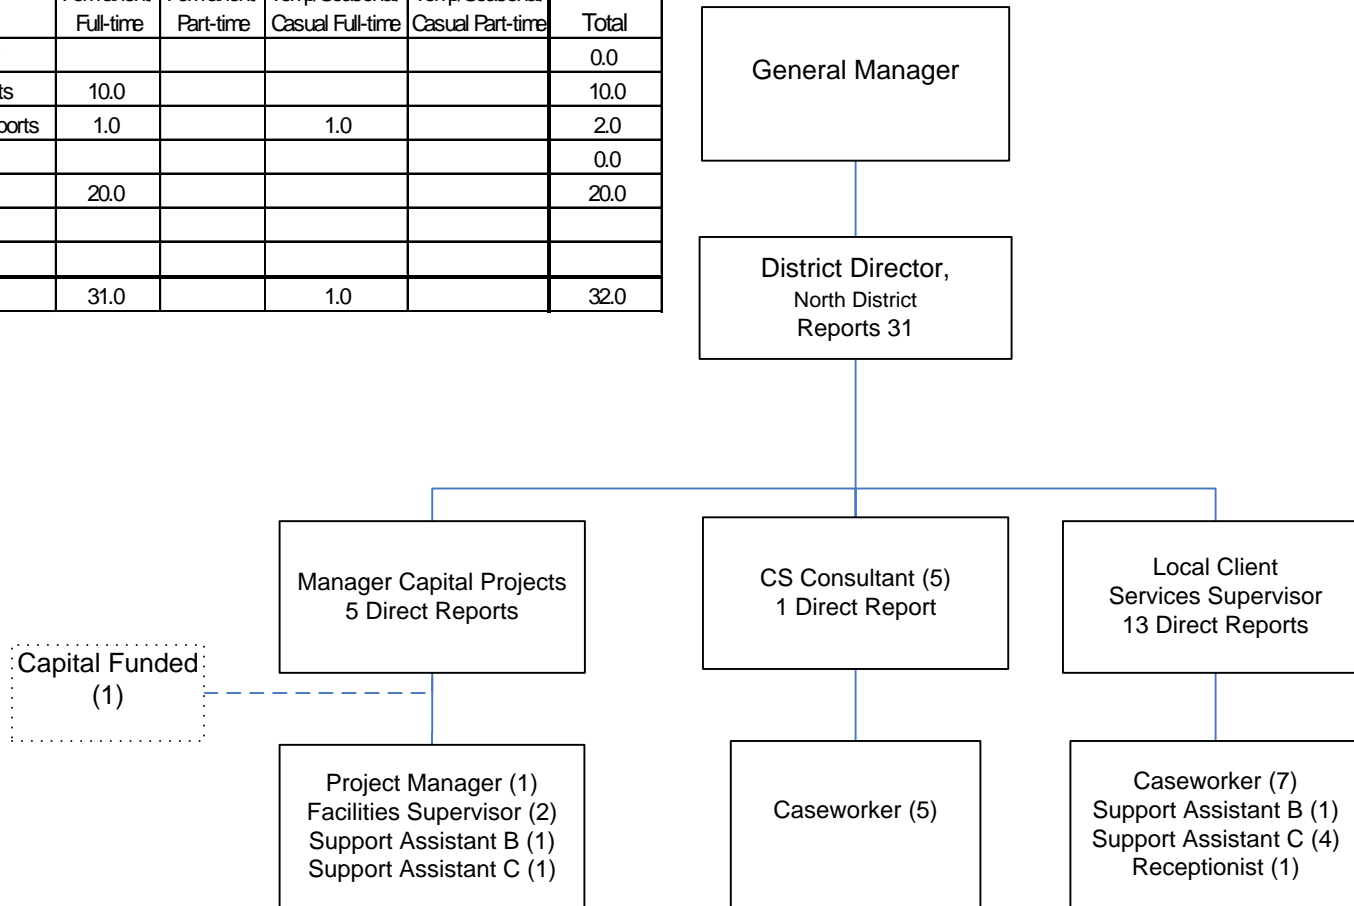 Full-time Part-time Casual Full-time Casual Part-time Total
0.0
ts 10.0 10.0
ports 1.0 1.0 2.0
0.0
20.0 20.0
31.0 1.0 32.0
General Manager
District Director,
North District
Reports 31
Manager Capital Projects
5 Direct Reports
CS Consultant (5)
1 Direct Report
Local Client
Services Supervisor
13 Direct Reports
Capital Funded
(1)
Project Manager (1)
Facilities Supervisor (2)
Support Assistant B (1)
Support Assistant C (1)
Caseworker (5)
Caseworker (7)
Support Assistant B (1)
Support Assistant C (4)
Receptionist (1)